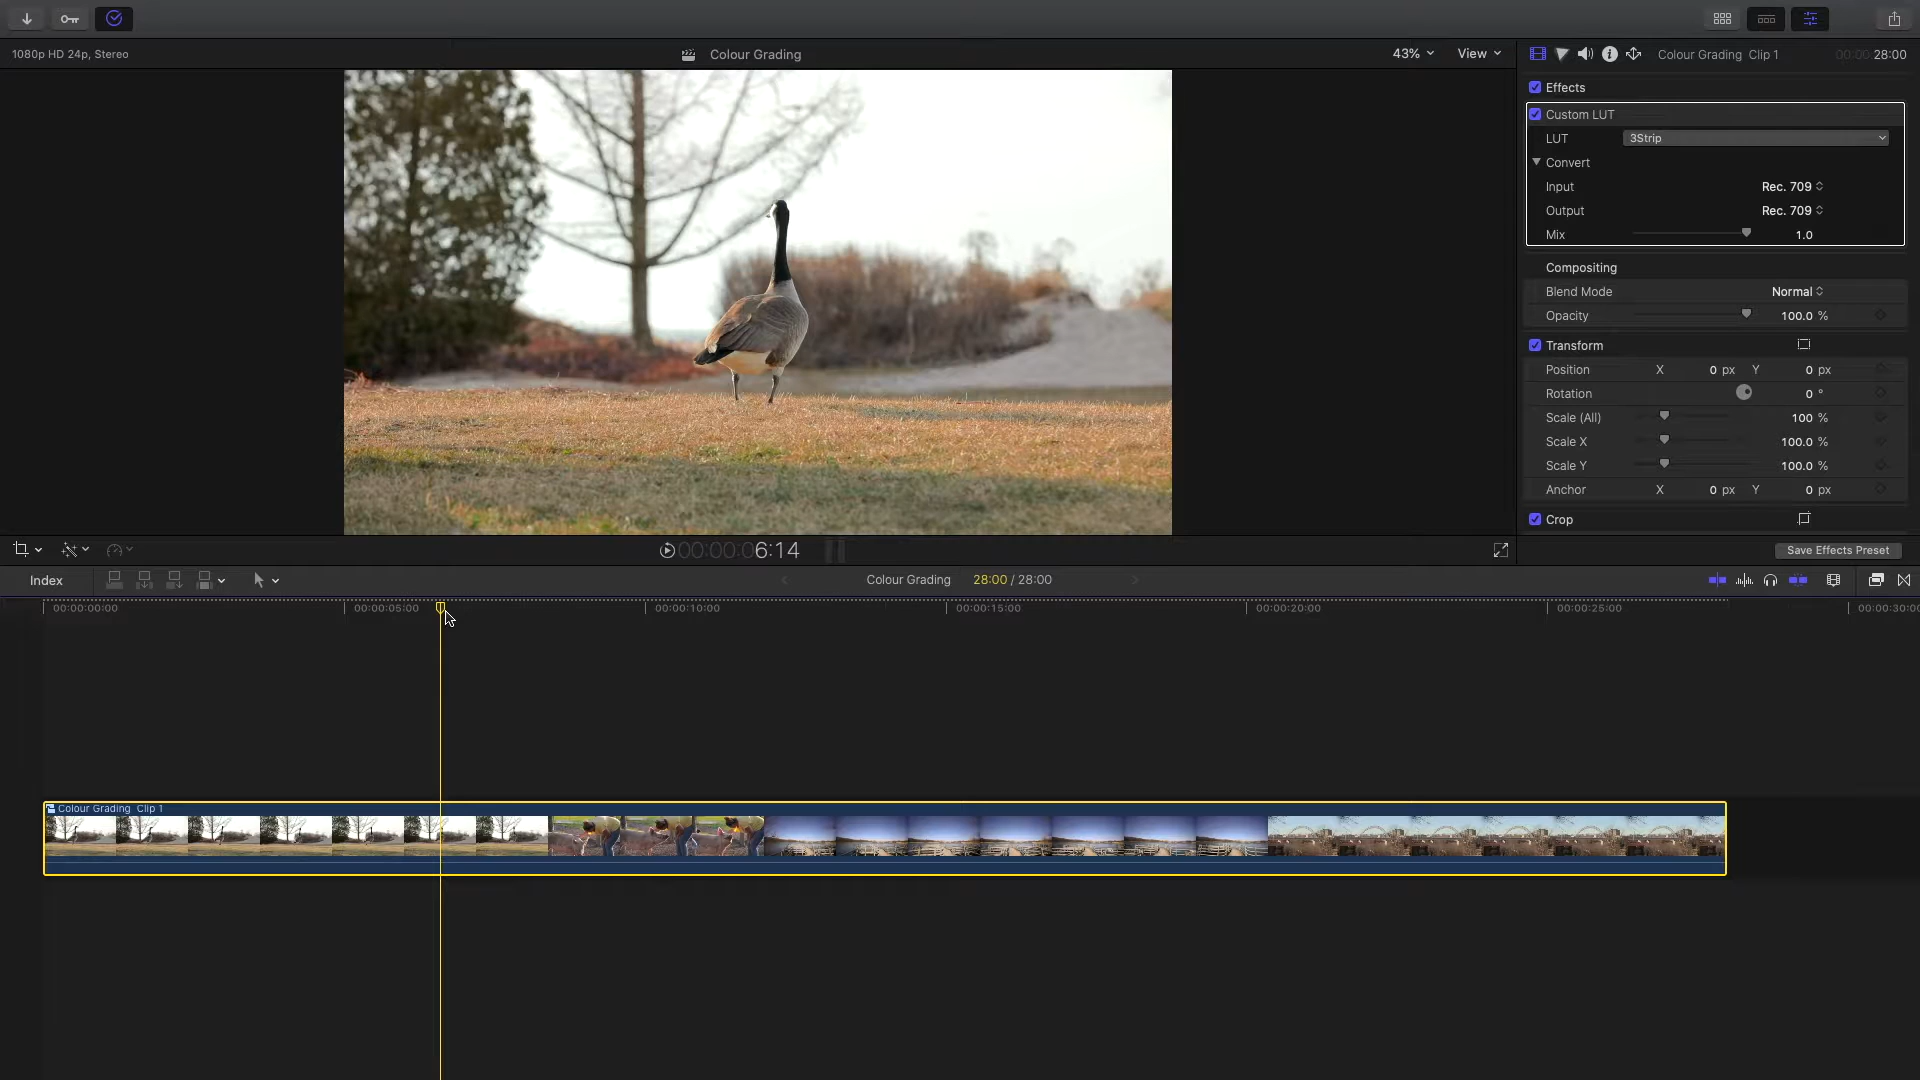 1080p HD 24p, Stereo
Colour Grading
43%
View
Colour Grading Clip 1
00:00:28:00
Effects
Custom LUT
LUT
3Strip
Convert
Input
Rec. 709
Output
Rec. 709
Mix
1.0
Compositing
Blend Mode
Normal
Opacity
100.0 %
Transform
Position
X
0 px
Y
0 px
Rotation
0 °
Scale (All)
100 %
Scale X
100.0 %
Scale Y
100.0 %
Anchor
X
0 px
Y
0 px
Crop
00:00:06:14
Save Effects Preset
Index
Colour Grading
28:00 / 28:00
00:00:00:00
00:00:05:00
00:00:10:00
00:00:15:00
00:00:20:00
00:00:25:00
00:00:30:00
Colour Grading Clip 1